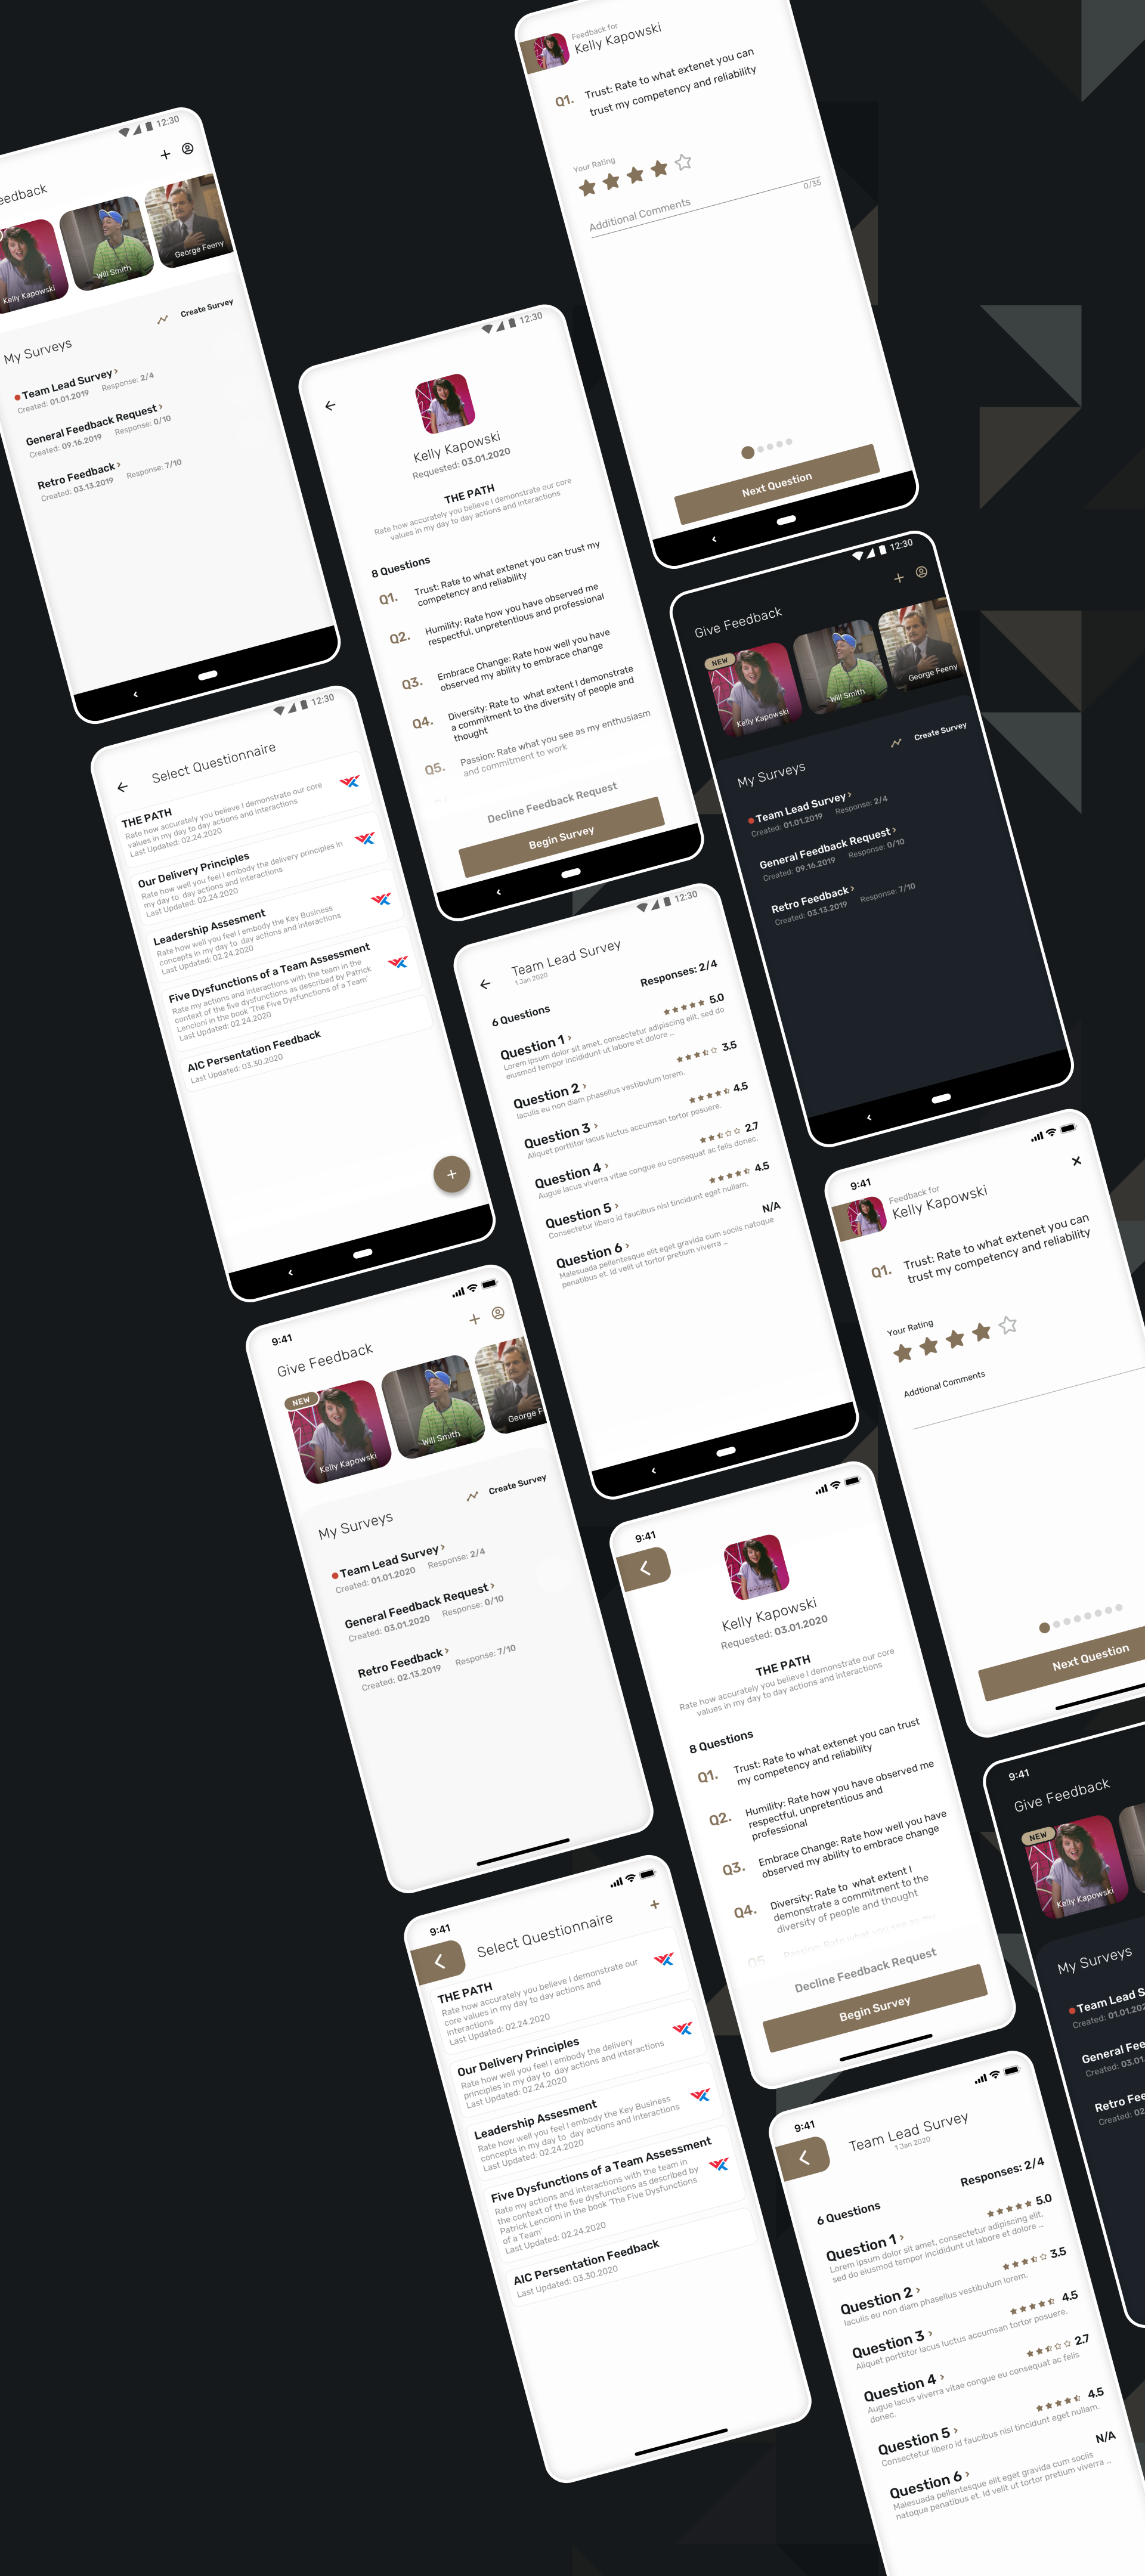 Feedback for
Kelly Kapowski
Q1.
Trust: Rate to what extenet you can
trust my competency and reliability
Your Rating
Additional Comments
0/35
Next Question
12:30
eedback
Kelly Kapowski
Will Smith
George Feeny
Create Survey
My Surveys
Team Lead Survey
Created: 01.01.2019
Response: 2/4
General Feedback Request
Created: 09.16.2019
Response: 0/10
Retro Feedback
Created: 03.13.2019
Response: 7/10
12:30
Kelly Kapowski
Requested: 03.01.2020
THE PATH
Rate how accurately you believe I demonstrate our core
values in my day to day actions and interactions
8 Questions
Q1.
Trust: Rate to what extenet you can trust my
competency and reliability
Q2.
Humility: Rate how you have observed me
respectful, unpretentious and professional
Q3.
Embrace Change: Rate how well you have
observed my ability to embrace change
Q4.
Diversity: Rate to what extent I demonstrate
a commitment to the diversity of people and
thought
Q5.
Passion: Rate what you see as my enthusiasm
and commitment to work
Decline Feedback Request
Begin Survey
12:30
Give Feedback
NEW
Kelly Kapowski
Will Smith
George Feeny
Create Survey
My Surveys
Team Lead Survey
Created: 01.01.2019
Response: 2/4
General Feedback Request
Created: 09.16.2019
Response: 0/10
Retro Feedback
Created: 03.13.2019
Response: 7/10
12:30
Select Questionnaire
THE PATH
Rate how accurately you believe I demonstrate our core
values in my day to day actions and interactions
Last Updated: 02.24.2020
Our Delivery Principles
Rate how well you feel I embody the delivery principles in
my day to day actions and interactions
Last Updated: 02.24.2020
Leadership Assesment
Rate how well you feel I embody the Key Business
concepts in my day to day actions and interactions
Last Updated: 02.24.2020
Five Dysfunctions of a Team Assessment
Rate my actions and interactions with the team in the
context of the five dysfunctions as described by Patrick
Lencioni in the book 'The Five Dysfunctions of a Team'
Last Updated: 02.24.2020
AIC Persentation Feedback
Last Updated: 03.30.2020
12:30
Team Lead Survey
1 Jan 2020
Responses: 2/4
6 Questions
5.0
Question 1
Lorem ipsum dolor sit amet, consectetur adipiscing elit, sed do
eiusmod tempor incididunt ut labore et dolore ...
3.5
Question 2
Iaculis eu non diam phasellus vestibulum lorem.
4.5
Question 3
Aliquet porttitor lacus luctus accumsan tortor posuere.
2.7
Question 4
Augue lacus viverra vitae congue eu consequat ac felis donec.
4.5
Question 5
Consectetur libero id faucibus nisl tincidunt eget nullam.
N/A
Question 6
Malesuada pellentesque elit eget gravida cum sociis natoque
penatibus et. Id velit ut tortor pretium viverra ...
9:41
Feedback for
Kelly Kapowski
Q1.
Trust: Rate to what extenet you can
trust my competency and reliability
Your Rating
Addtional Comments
Next Question
9:41
Give Feedback
NEW
Kelly Kapowski
Will Smith
George F
Create Survey
My Surveys
Team Lead Survey
Created: 01.01.2020
Response: 2/4
General Feedback Request
Created: 03.01.2020
Response: 0/10
Retro Feedback
Created: 02.13.2019
Response: 7/10
9:41
Kelly Kapowski
Requested: 03.01.2020
THE PATH
Rate how accurately you believe I demonstrate our core
values in my day to day actions and interactions
8 Questions
Q1.
Trust: Rate to what extenet you can trust
my competency and reliability
Q2.
Humility: Rate how you have observed me
respectful, unpretentious and
professional
Q3.
Embrace Change: Rate how well you have
observed my ability to embrace change
Q4.
Diversity: Rate to what extent I
demonstrate a commitment to the
diversity of people and thought
Q5.
Passion: Rate what you see as my
Decline Feedback Request
Begin Survey
9:41
Give Feedback
NEW
Kelly Kapowski
My Surveys
Team Lead S
Created: 01.01.202
General Fee
Created: 03.01
Retro Fee
Created: 02
9:41
Select Questionnaire
THE PATH
Rate how accurately you believe I demonstrate our
core values in my day to day actions and
interactions
Last Updated: 02.24.2020
Our Delivery Principles
Rate how well you feel I embody the delivery
principles in my day to day actions and interactions
Last Updated: 02.24.2020
Leadership Assesment
Rate how well you feel I embody the Key Business
concepts in my day to day actions and interactions
Last Updated: 02.24.2020
Five Dysfunctions of a Team Assessment
Rate my actions and interactions with the team in
the context of the five dysfunctions as described by
Patrick Lencioni in the book 'The Five Dysfunctions
of a Team'
Last Updated: 02.24.2020
AIC Persentation Feedback
Last Updated: 03.30.2020
9:41
Team Lead Survey
1 Jan 2020
Responses: 2/4
6 Questions
5.0
Question 1
Lorem ipsum dolor sit amet, consectetur adipiscing elit,
sed do eiusmod tempor incididunt ut labore et dolore ...
3.5
Question 2
Iaculis eu non diam phasellus vestibulum lorem.
4.5
Question 3
Aliquet porttitor lacus luctus accumsan tortor posuere.
2.7
Question 4
Augue lacus viverra vitae congue eu consequat ac felis
donec.
4.5
Question 5
Consectetur libero id faucibus nisl tincidunt eget nullam.
N/A
Question 6
Malesuada pellentesque elit eget gravida cum sociis
natoque penatibus et. Id velit ut tortor pretium viverra ...